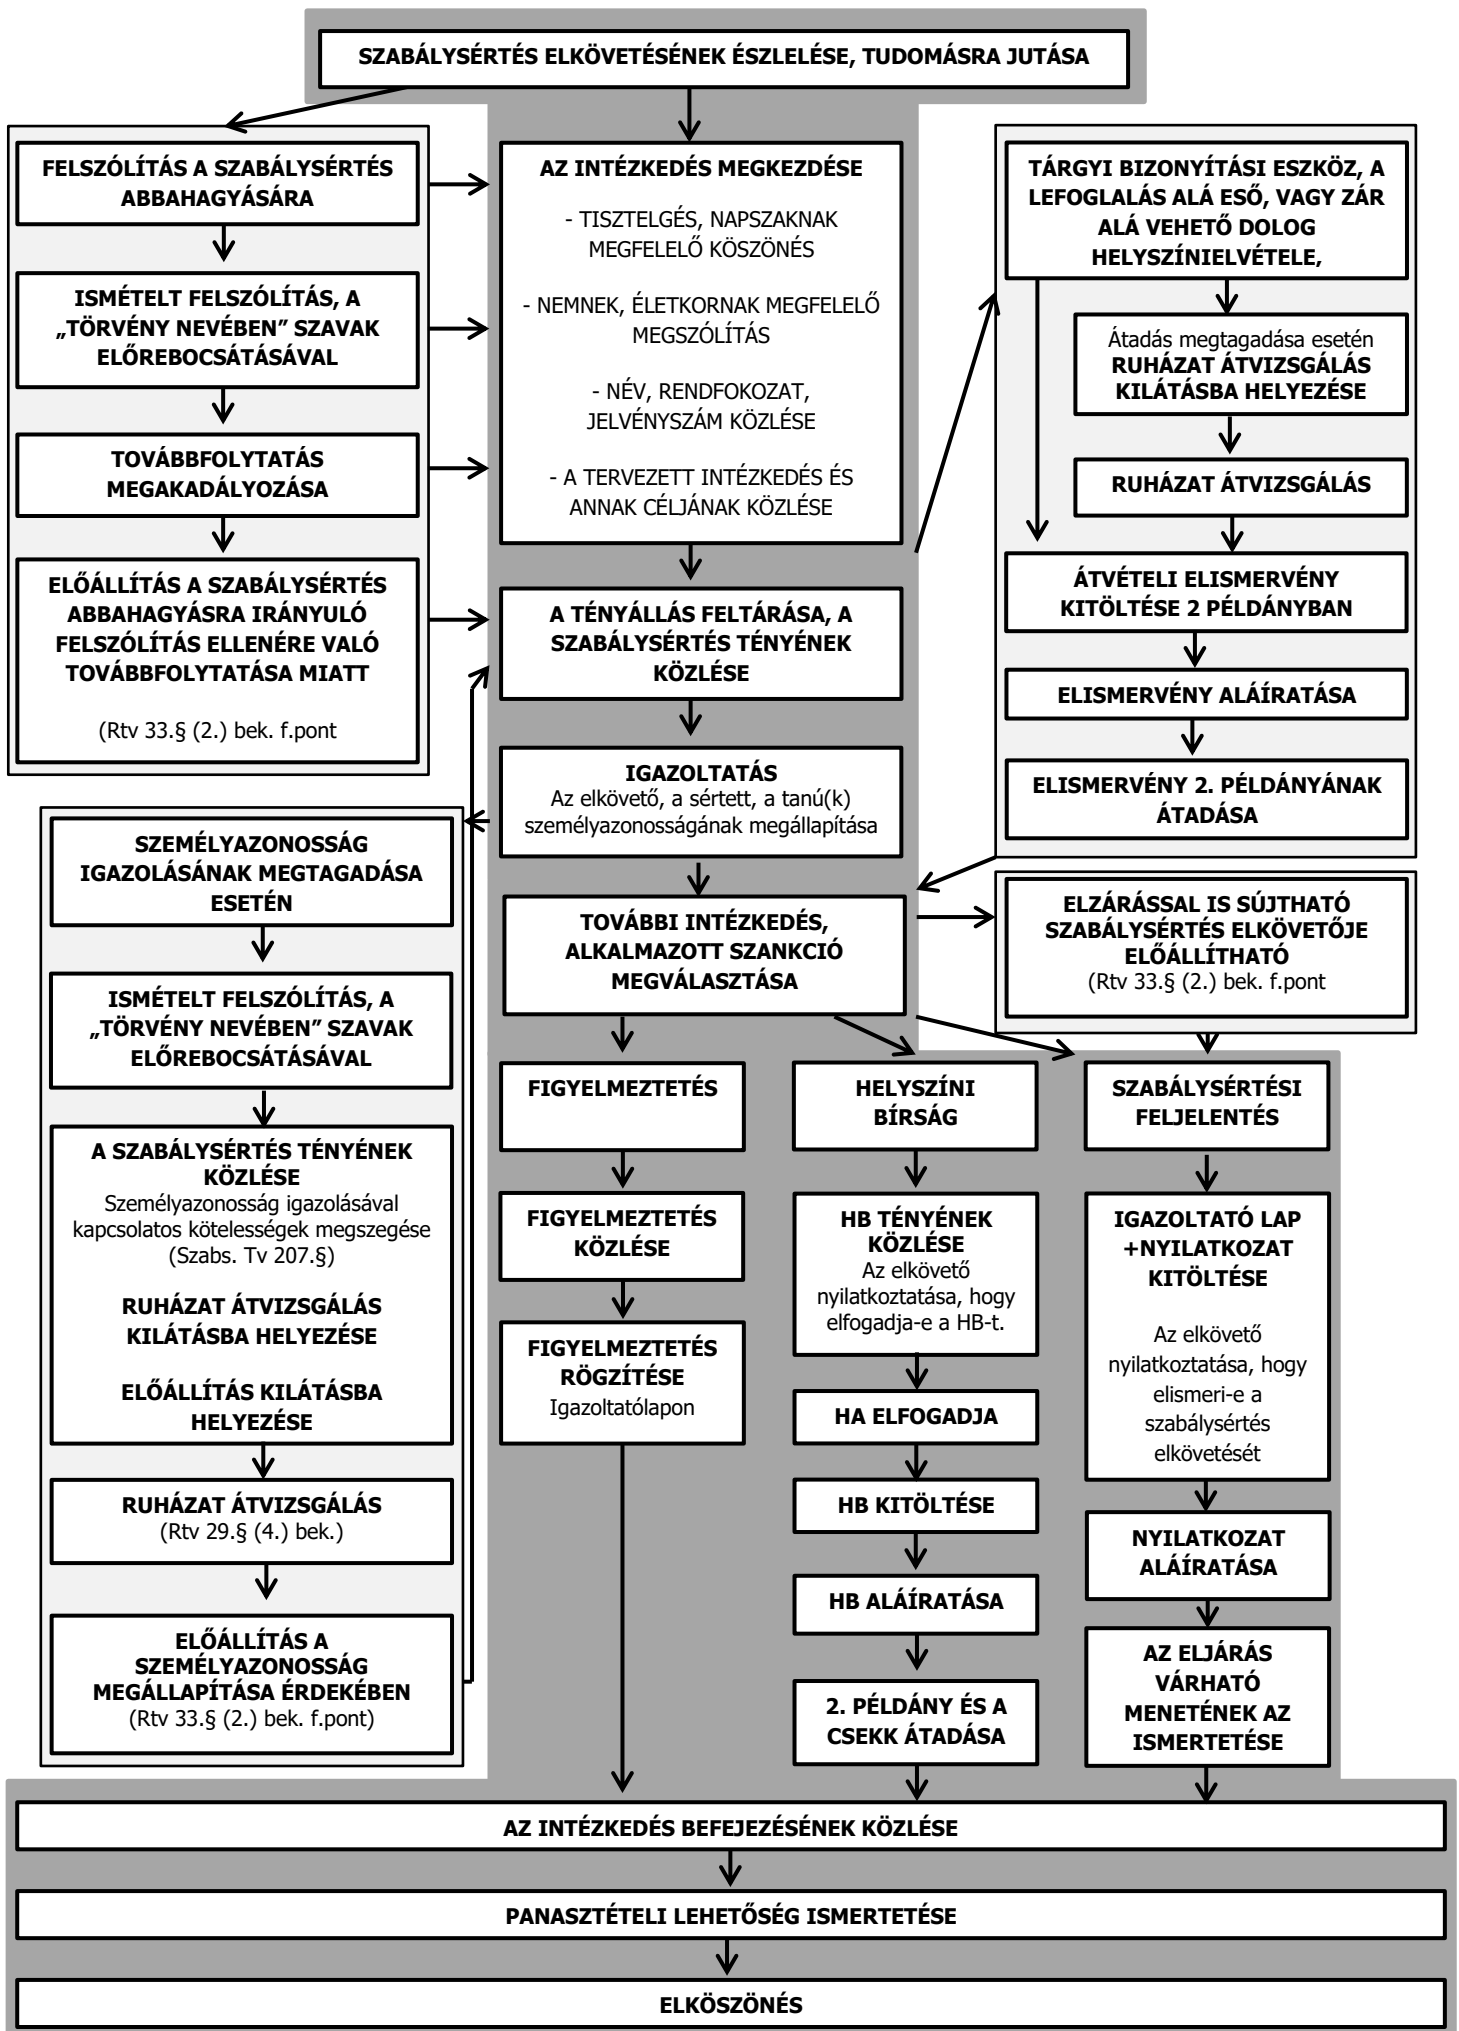 SZABÁLYSÉRTÉS ELKÖVETÉSÉNEK ÉSZLELÉSE, TUDOMÁSRA JUTÁSA
FELSZÓLÍTÁS A SZABÁLYSÉRTÉS
ABBAHAGYÁSÁRA
ISMÉTELT FELSZÓLÍTÁS, A
„TÖRVÉNY NEVÉBEN” SZAVAK
ELŐREBOCSÁTÁSÁVAL
TOVÁBBFOLYTATÁS
MEGAKADÁLYOZÁSA
ELŐÁLLÍTÁS A SZABÁLYSÉRTÉS
ABBAHAGYÁSRA IRÁNYULÓ
FELSZÓLÍTÁS ELLENÉRE VALÓ
TOVÁBBFOLYTATÁSA MIATT
(Rtv 33.§ (2.) bek. f.pont
AZ INTÉZKEDÉS MEGKEZDÉSE
- TISZTELGÉS, NAPSZAKNAK
MEGFELELŐ KÖSZÖNÉS
- NEMNEK, ÉLETKORNAK MEGFELELŐ
MEGSZÓLÍTÁS
- NÉV, RENDFOKOZAT,
JELVÉNYSZÁM KÖZLÉSE
- A TERVEZETT INTÉZKEDÉS ÉS
ANNAK CÉLJÁNAK KÖZLÉSE
A TÉNYÁLLÁS FELTÁRÁSA, A
SZABÁLYSÉRTÉS TÉNYÉNEK
KÖZLÉSE
IGAZOLTATÁS
Az elkövető, a sértett, a tanú(k)
személyazonosságának megállapítása
TOVÁBBI INTÉZKEDÉS,
ALKALMAZOTT SZANKCIÓ
MEGVÁLASZTÁSA
TÁRGYI BIZONYÍTÁSI ESZKÖZ, A
LEFOGLALÁS ALÁ ESŐ, VAGY ZÁR
ALÁ VEHETŐ DOLOG
HELYSZÍNIELVÉTELE,
Átadás megtagadása esetén
RUHÁZAT ÁTVIZSGÁLÁS
KILÁTÁSBA HELYEZÉSE
RUHÁZAT ÁTVIZSGÁLÁS
ÁTVÉTELI ELISMERVÉNY
KITÖLTÉSE 2 PÉLDÁNYBAN
ELISMERVÉNY ALÁÍRATÁSA
ELISMERVÉNY 2. PÉLDÁNYÁNAK
ÁTADÁSA
ELZÁRÁSSAL IS SÚJTHATÓ
SZABÁLYSÉRTÉS ELKÖVETŐJE
ELŐÁLLÍTHATÓ
(Rtv 33.§ (2.) bek. f.pont
SZEMÉLYAZONOSSÁG
IGAZOLÁSÁNAK MEGTAGADÁSA
ESETÉN
ISMÉTELT FELSZÓLÍTÁS, A
„TÖRVÉNY NEVÉBEN” SZAVAK
ELŐREBOCSÁTÁSÁVAL
A SZABÁLYSÉRTÉS TÉNYÉNEK
KÖZLÉSE
Személyazonosság igazolásával
kapcsolatos kötelességek megszegése
(Szabs. Tv 207.§)
RUHÁZAT ÁTVIZSGÁLÁS
KILÁTÁSBA HELYEZÉSE
ELŐÁLLÍTÁS KILÁTÁSBA
HELYEZÉSE
RUHÁZAT ÁTVIZSGÁLÁS
(Rtv 29.§ (4.) bek.)
ELŐÁLLÍTÁS A
SZEMÉLYAZONOSSÁG
MEGÁLLAPÍTÁSA ÉRDEKÉBEN
(Rtv 33.§ (2.) bek. f.pont)
FIGYELMEZTETÉS
FIGYELMEZTETÉS
KÖZLÉSE
FIGYELMEZTETÉS
RÖGZÍTÉSE
Igazoltatólapon
HELYSZÍNI
BÍRSÁG
HB TÉNYÉNEK
KÖZLÉSE
Az elkövető
nyilatkoztatása, hogy
elfogadja-e a HB-t.
HA ELFOGADJA
HB KITÖLTÉSE
HB ALÁÍRATÁSA
2. PÉLDÁNY ÉS A
CSEKK ÁTADÁSA
SZABÁLYSÉRTÉSI
FELJELENTÉS
IGAZOLTATÓ LAP
+NYILATKOZAT
KITÖLTÉSE
Az elkövető
nyilatkoztatása, hogy
elismeri-e a
szabálysértés
elkövetését
NYILATKOZAT
ALÁÍRATÁSA
AZ ELJÁRÁS
VÁRHATÓ
MENETÉNEK AZ
ISMERTETÉSE
AZ INTÉZKEDÉS BEFEJEZÉSÉNEK KÖZLÉSE
PANASZTÉTELI LEHETŐSÉG ISMERTETÉSE
ELKÖSZÖNÉS